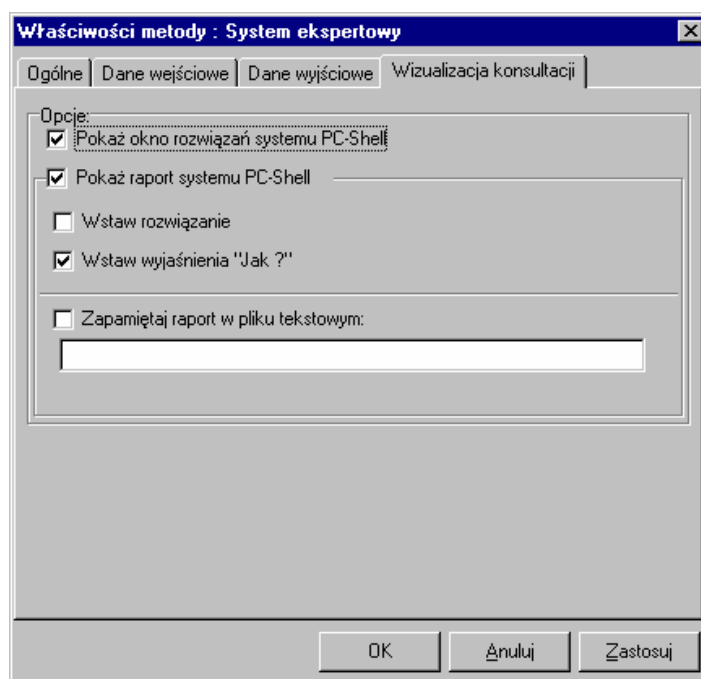 Właściwości metody : System ekspertowy
Ogólne
Dane wejściowe
Dane wyjściowe
Wizualizacja konsultacji
Opcje:
Pokaż okno rozwiązań systemu PC-Shell
Pokaż raport systemu PC-Shell
Wstaw rozwiązanie
Wstaw wyjaśnienia "Jak ?"
Zapamiętaj raport w pliku tekstowym:
OK
Anuluj
Zastosuj